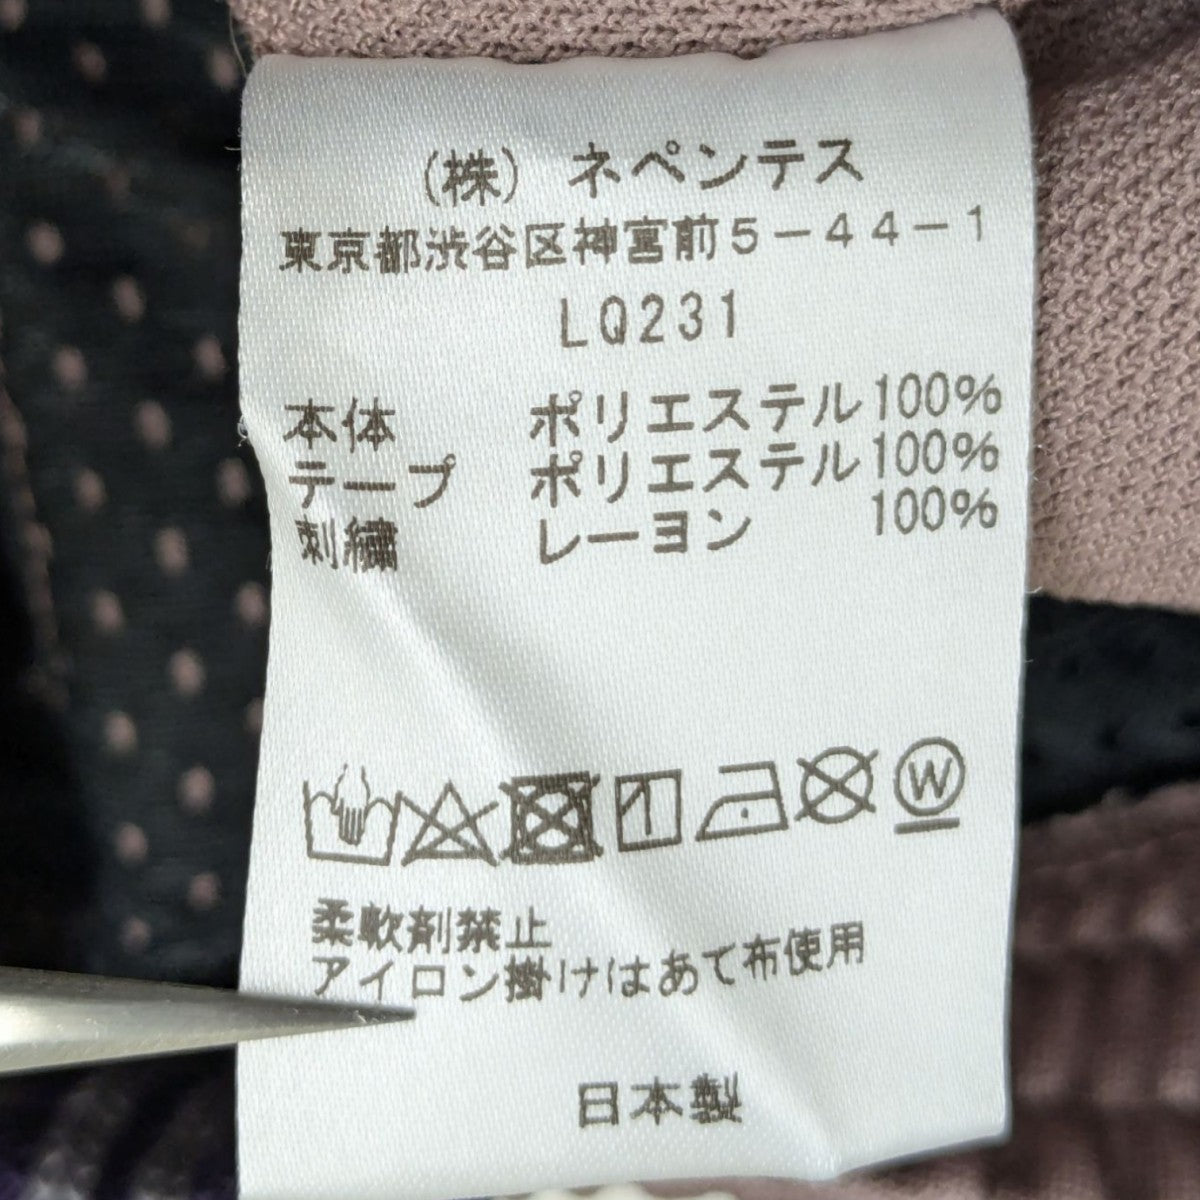 (株) ネペンテス
東京都渋谷区神宮前5-44-1
LQ231
本体 ポリエステル100%
テープ ポリエステル100%
刺繍 レーヨン 100%
W
柔軟剤禁止
アイロン掛けはあて布使用
日本製